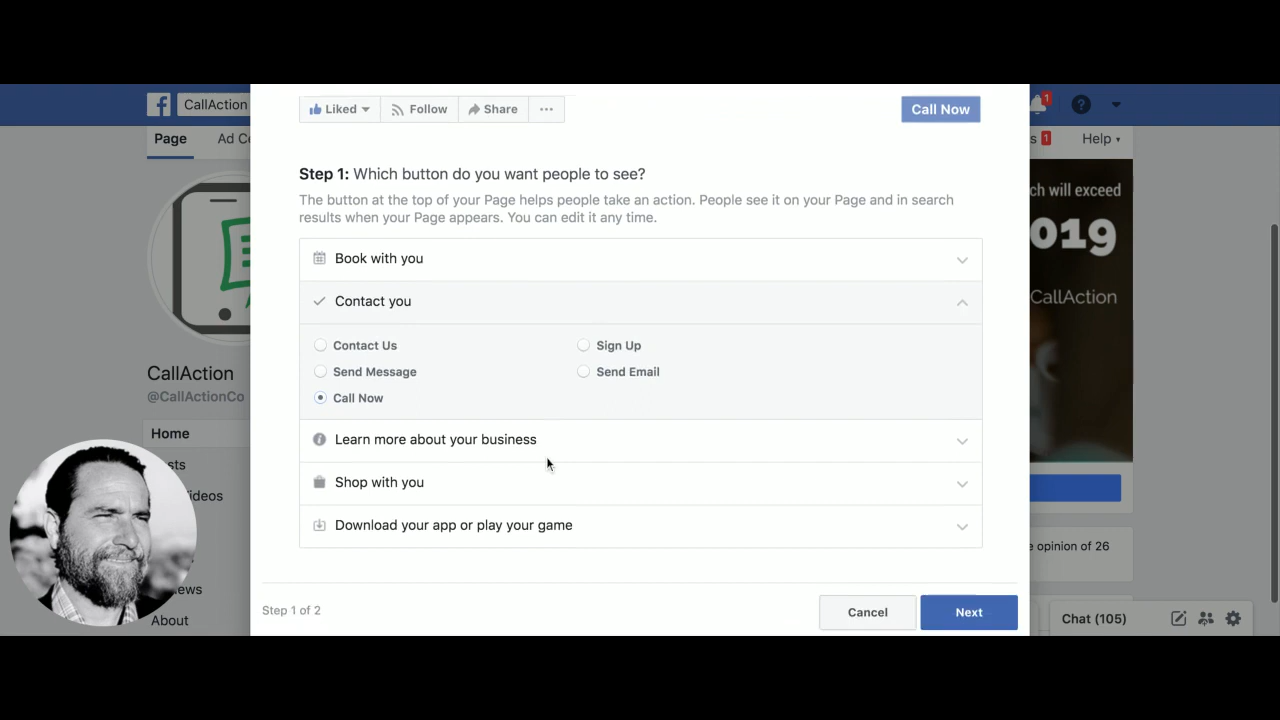 CallAction
1
Liked
Follow
Share
Call Now
Page
s 1
Help
Step 1: Which button do you want people to see?
The button at the top of your Page helps people take an action. People see it on your Page and in search
results when your Page appears. You can edit it any time.
ch will exceed
019
CallAction
Book with you
Contact you
Contact Us
Sign Up
Send Message
Send Email
Call Now
CallAction
@CallActionCo
Home
sts
ideos
ews
About
Learn more about your business
Shop with you
Download your app or play your game
e opinion of 26
Step 1 of 2
Cancel
Next
Chat (105)